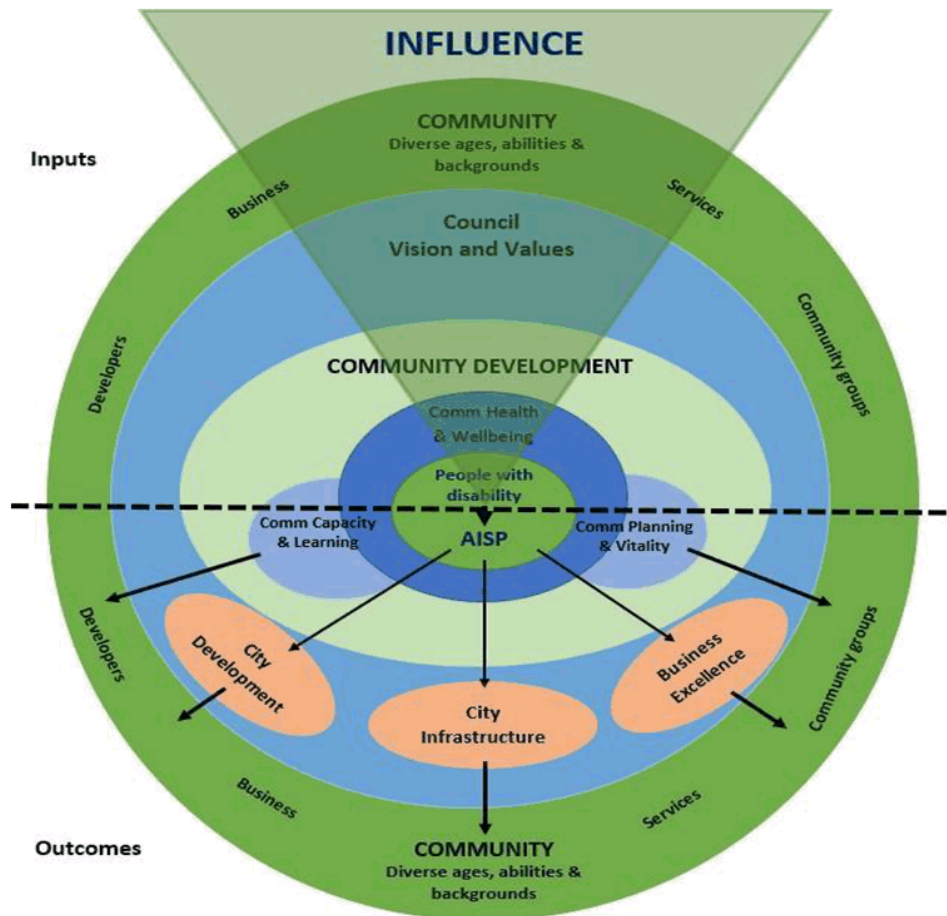 INFLUENCE
COMMUNITY
Diverse ages, abilities &
backgrounds
Inputs
Business
Services
Council
Vision and Values
Developers
Community groups
COMMUNITY DEVELOPMENT
Comm Health
& Wellbeing
People with
disability
Comm Capacity
& Learning
AISP
Comm Planning
& Vitality
Developers
City
Development
City
Infrastructure
Business
Excellence
Community groups
Business
Services
Outcomes
COMMUNITY
Diverse ages, abilities &
backgrounds